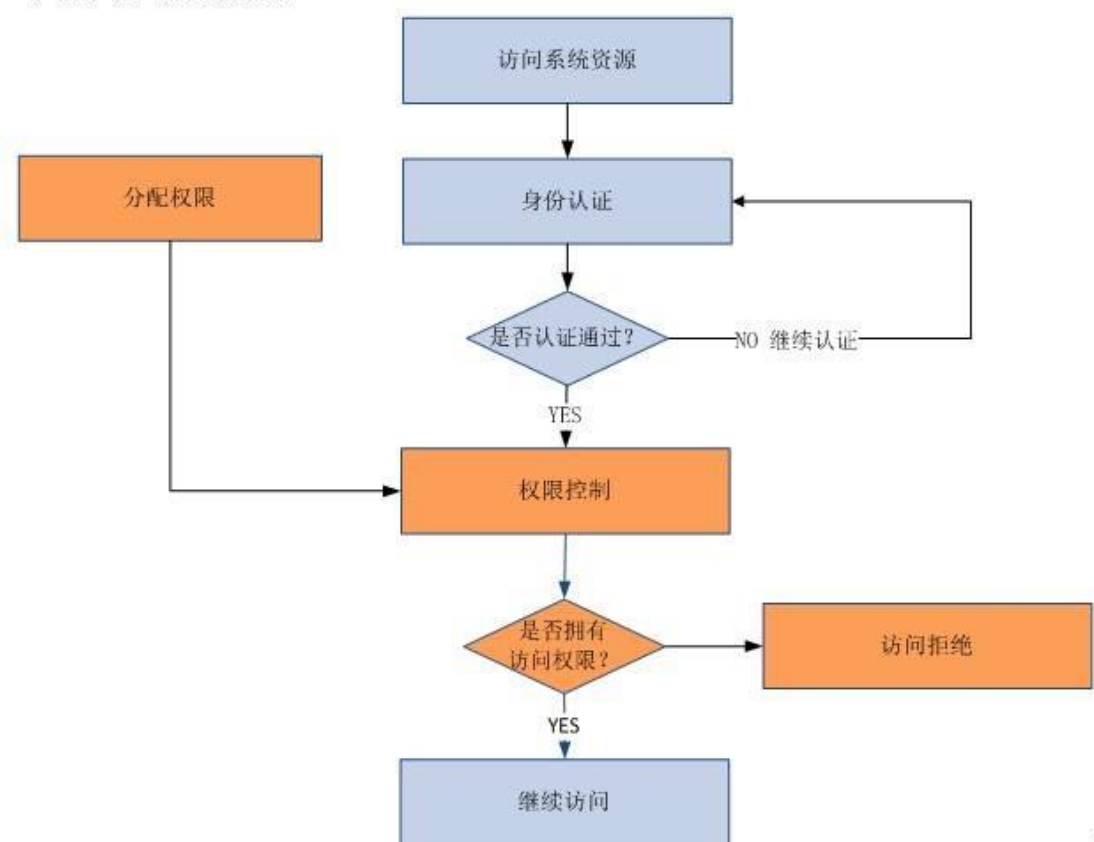 访问系统资源
分配权限
身份认证
是否认证通过?
NO 继续认证
YES
权限控制
是否拥有
访问权限?
访问拒绝
YES
继续访问